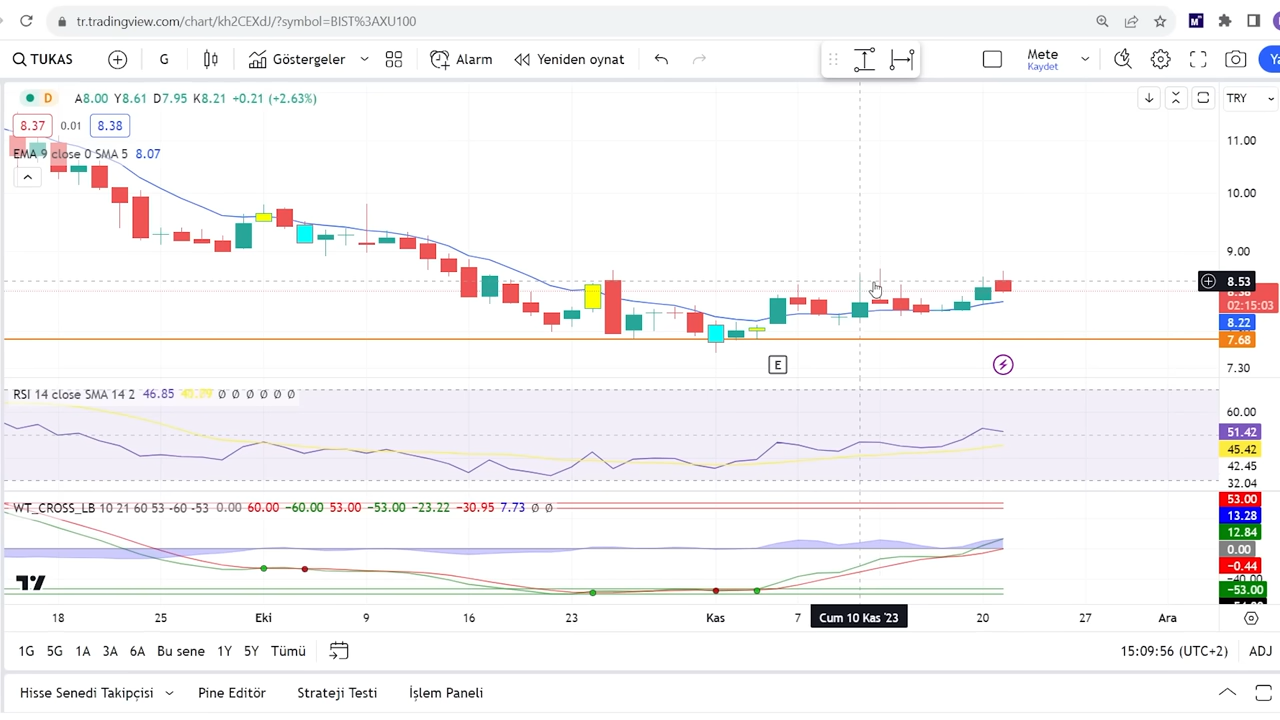 tr.tradingview.com/chart/kh2CEXdJ/?symbol=BIST%3AXU100
TUKAS G Göstergeler Alarm Yeniden oynat Mete
Kaydet
D A8.00 Y8.61 D7.95 K8.21 +0.21 (+2.63%) TRY
8.37 0.01 8.38
EMA 9 close 0 SMA 5 8.07
11.00
10.00
9.00
8.53
02:15:03
8.22
7.68
7.30
E
RSI 14 close SMA 14 2 46.85 Ø Ø Ø Ø Ø Ø
60.00
51.42
45.42
42.45
32.04
WT_CROSS_LB 10 21 60 53 -60 -53 0.00 60.00 −60.00 53.00 −53.00 −23.22 −30.95 7.73 Ø Ø
53.00
13.28
12.84
0.00
−0.44
−40.00
−53.00
18 25 Eki 9 16 23 Kas 7 Cum 10 Kas '23 20 27 Ara
1G 5G 1A 3A 6A Bu sene 1Y 5Y Tümü 15:09:56 (UTC+2) ADJ
Hisse Senedi Takipçisi Pine Editör Strateji Testi İşlem Paneli